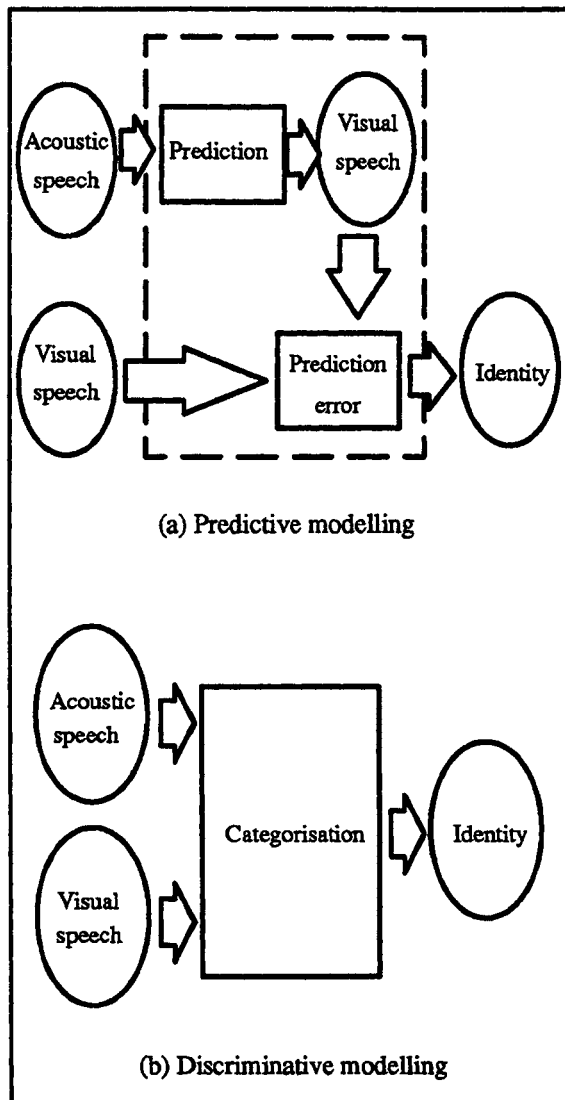 Acoustic
speech
Prediction
Visual
speech
Visual
speech
Prediction
error
Identity
(a) Predictive modelling
Acoustic
speech
Visual
speech
Categorisation
Identity
(b) Discriminative modelling